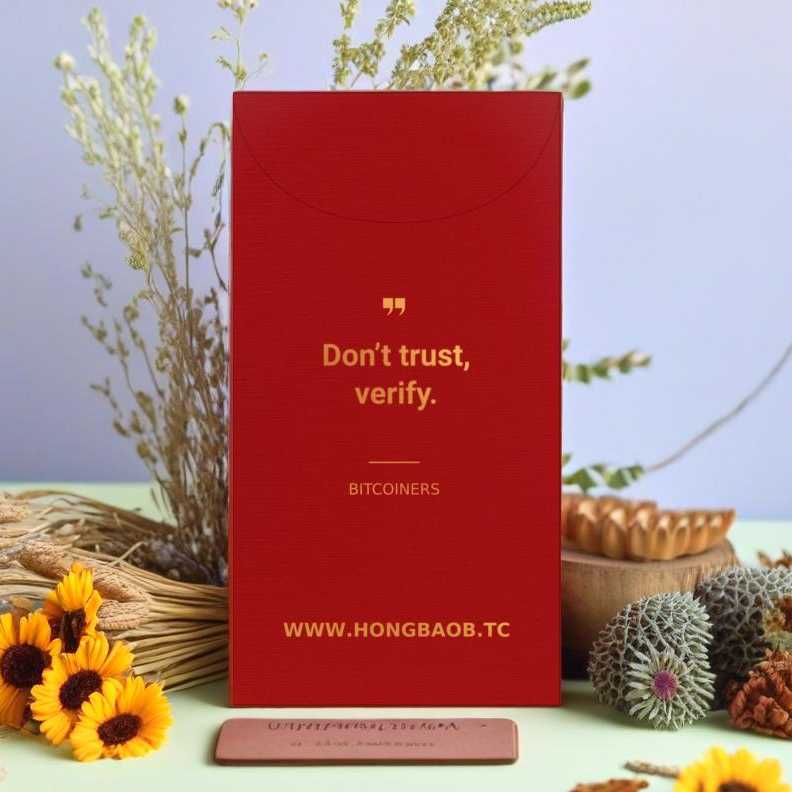 ”
Don’t trust,
verify.
BITCOINERS
WWW.HONGBAOB.TC